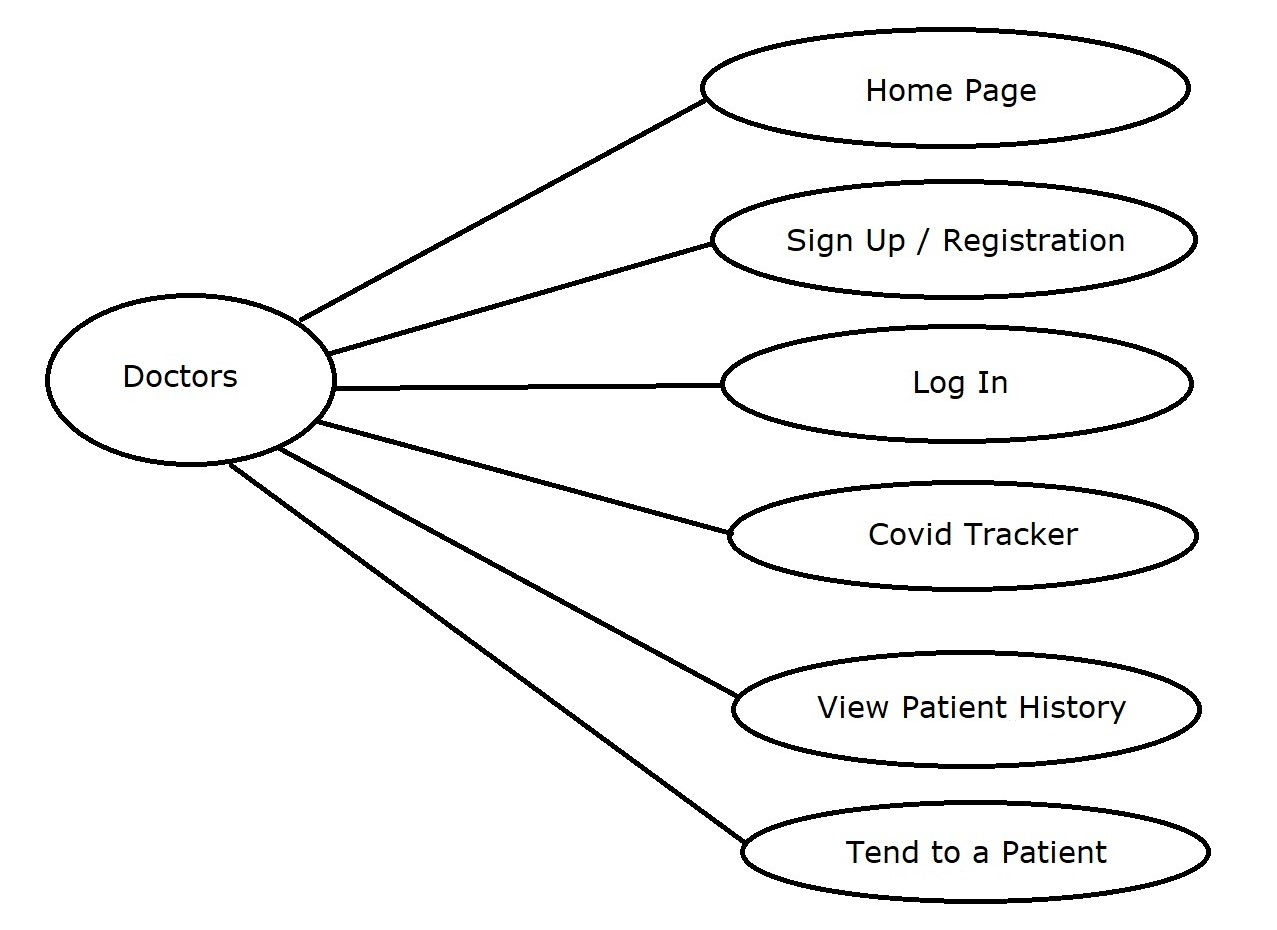 Home Page
Sign Up / Registration
Doctors
Log In
Covid Tracker
View Patient History
Tend to a Patient